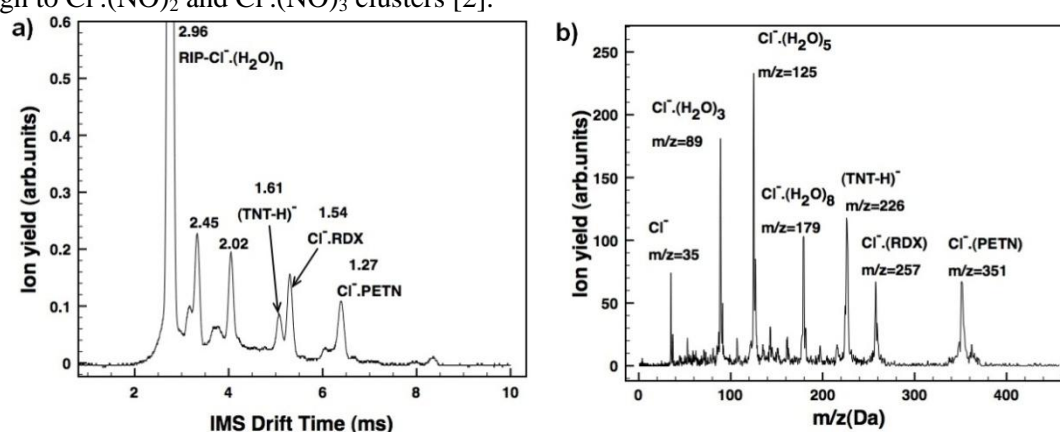 gh to Cl⁻.(NO)₂ and Cl⁻.(NO)₃ clusters [2].
a)
b)
0.6
0.5
0.4
0.3
0.2
0.1
0
Ion yield (arb.units)
2.96
RIP-Cl⁻.(H₂O)ₙ
2.45
2.02
1.61
(TNT-H)⁻
1.54
Cl⁻.RDX
1.27
Cl⁻.PETN
2 4 6 8 10
IMS Drift Time (ms)
250
200
150
100
50
0
Ion yield (arb.units)
Cl⁻.(H₂O)₅
m/z=125
Cl⁻.(H₂O)₃
m/z=89
Cl⁻
m/z=35
Cl⁻.(H₂O)₈
m/z=179
(TNT-H)⁻
m/z=226
Cl⁻.(RDX)
m/z=257
Cl⁻.(PETN)
m/z=351
0 100 200 300 400
m/z(Da)